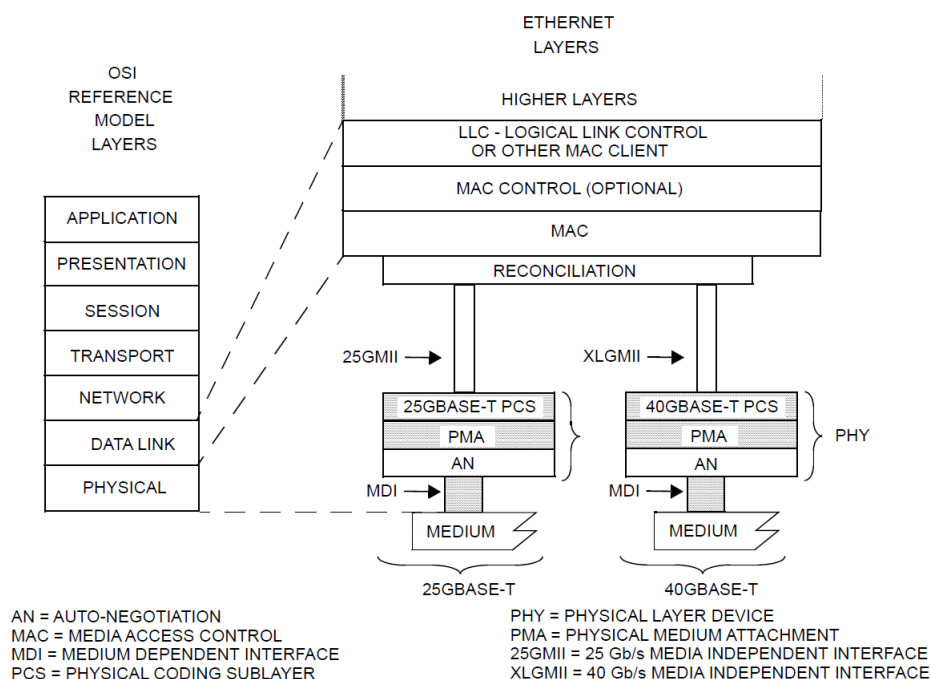 ETHERNET
LAYERS
OSI
REFERENCE
MODEL
LAYERS
HIGHER LAYERS
LLC - LOGICAL LINK CONTROL
OR OTHER MAC CLIENT
MAC CONTROL (OPTIONAL)
MAC
RECONCILIATION
APPLICATION
PRESENTATION
SESSION
TRANSPORT
NETWORK
DATA LINK
PHYSICAL
25GMII
XLGMII
25GBASE-T PCS
PMA
AN
40GBASE-T PCS
PMA
AN
PHY
MDI
MDI
MEDIUM
MEDIUM
25GBASE-T
40GBASE-T
AN = AUTO-NEGOTIATION
MAC = MEDIA ACCESS CONTROL
MDI = MEDIUM DEPENDENT INTERFACE
PCS = PHYSICAL CODING SUBLAYER
PHY = PHYSICAL LAYER DEVICE
PMA = PHYSICAL MEDIUM ATTACHMENT
25GMII = 25 Gb/s MEDIA INDEPENDENT INTERFACE
XLGMII = 40 Gb/s MEDIA INDEPENDENT INTERFACE